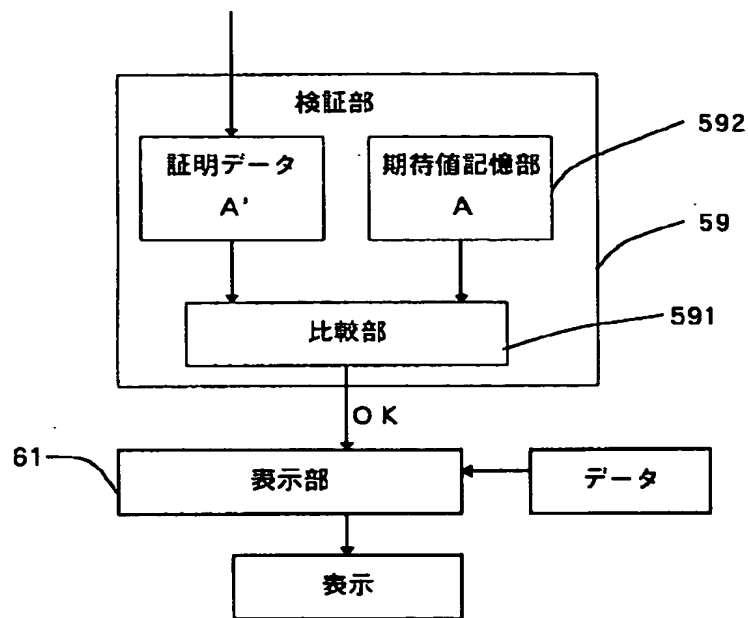 検証部
592
証明データ
A'
期待値記憶部
A
59
比較部
591
OK
61
表示部
データ
表示